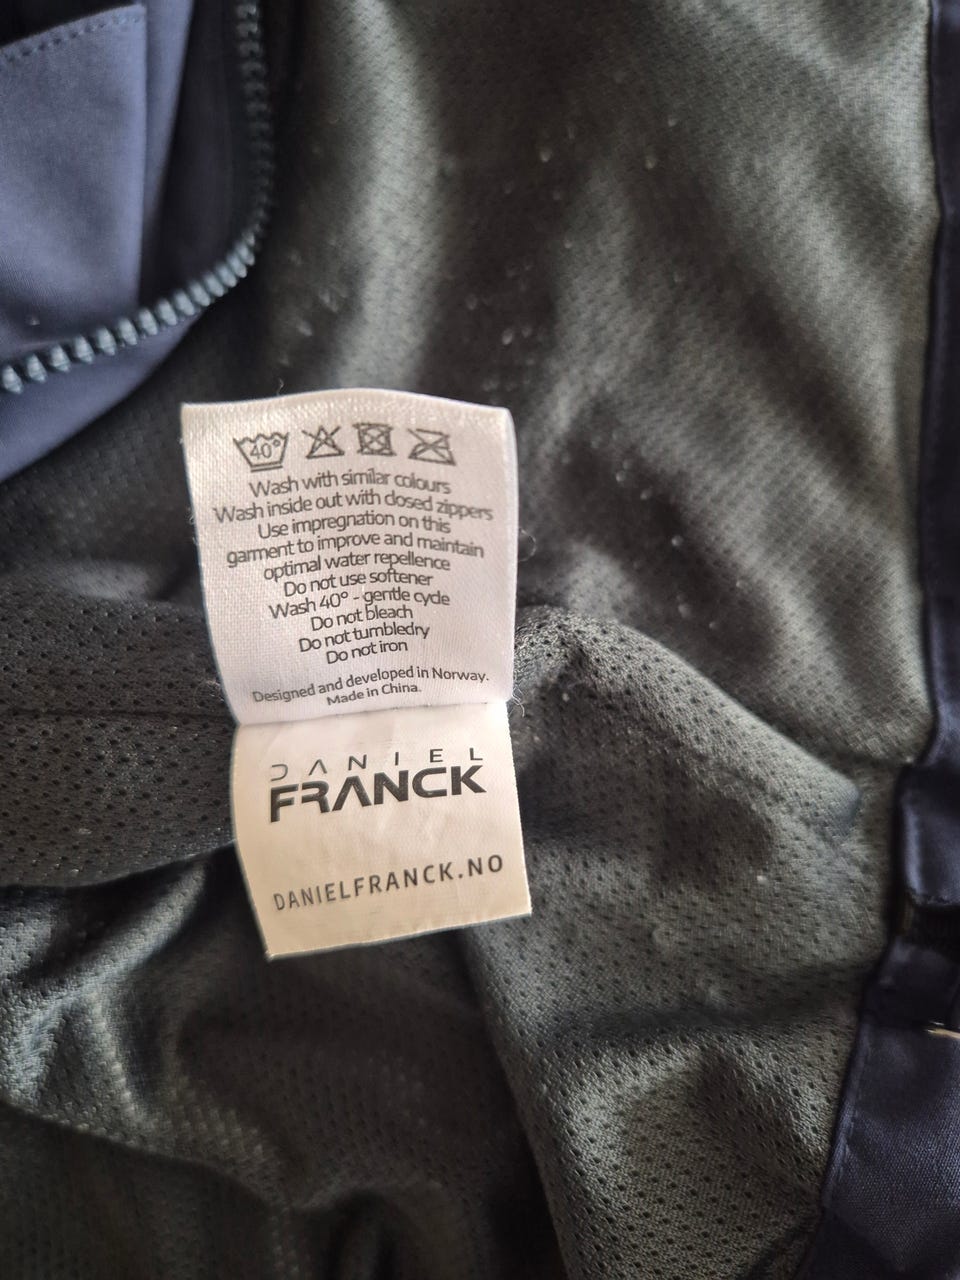 40°
Wash with similar colours
Wash inside out with closed zippers
Use impregnation on this
garment to improve and maintain
optimal water repellence
Do not use softener
Wash 40° - gentle cycle
Do not bleach
Do not tumbledry
Do not iron
Designed and developed in Norway.
Made in China.
DANIEL
FRANCK
DANIELFRANCK.NO